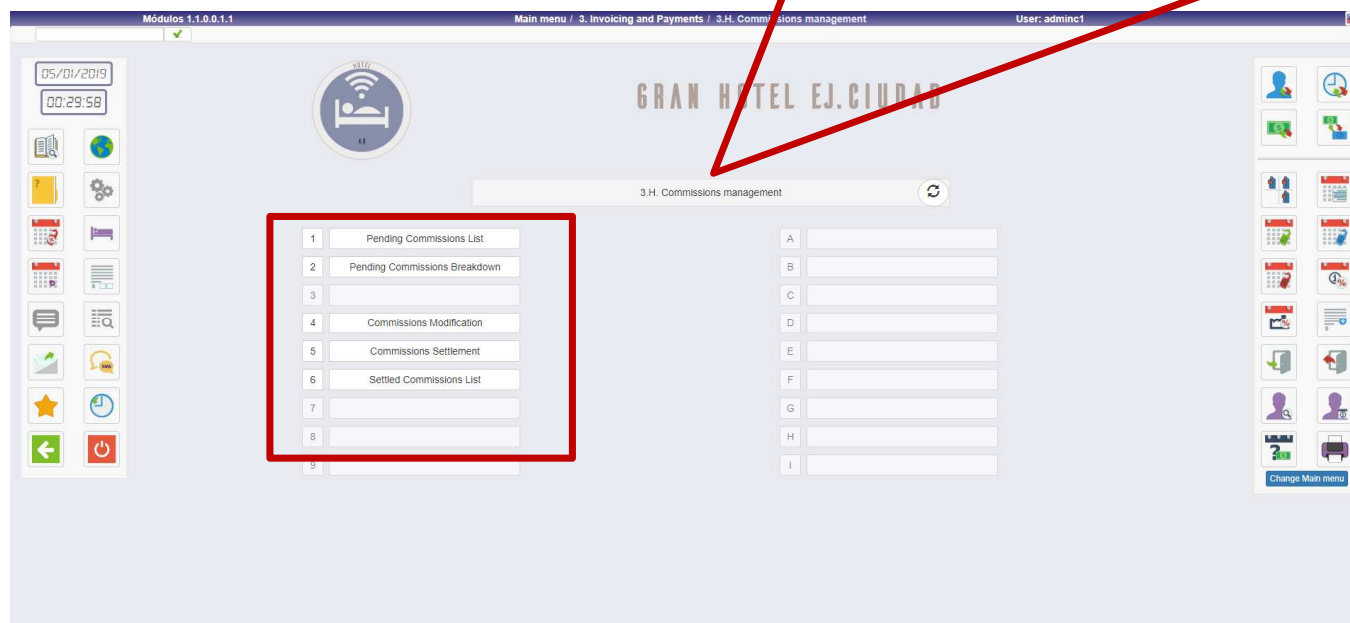 Módulos 1.1.0.0.1.1 Main menu / 3. Invoicing and Payments / 3.H. Commissions management User: adminc1
05/01/2019
00:29:58
HOTEL
4.1
GRAN HOTEL EJ.CIUDAD
3.H. Commissions management
1 Pending Commissions List A
2 Pending Commissions Breakdown B
3 C
4 Commissions Modification D
5 Commissions Settlement E
6 Settled Commissions List F
7 G
8 H
9 I
SMS
Change Main menu